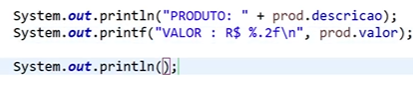 System.out.println("PRODUTO: " + prod.descricao);
System.out.printf("VALOR : R$ %.2f\n", prod.valor);
System.out.println();